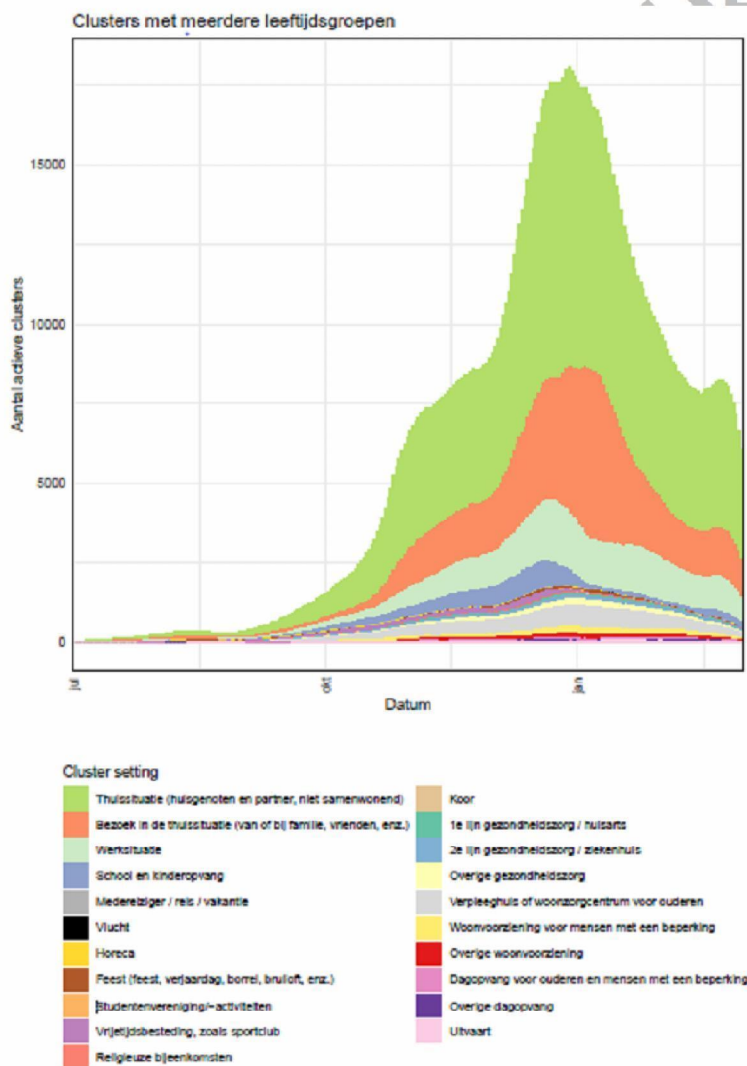 Clusters met meerdere leeftijdsgroepen
15000
10000
5000
0
Aantal actieve clusters
jul
okt
jan
Datum
Cluster setting
Thuissituatie (huisgenoten en partner, niet samenwonend)
Bezoek in de thuissituatie (van of bij familie, vrienden, enz.)
Werksituatie
School en kinderopvang
Medereiziger / reis / vakantie
Vlucht
Horeca
Feest (feest, verjaardag, borrel, bruiloft, enz.)
Studentenvereniging/-activiteiten
Vrijetijdsbesteding, zoals sportclub
Religieuze bijeenkomsten
Koor
1e lijn gezondheidszorg / huisarts
2e lijn gezondheidszorg / ziekenhuis
Overige gezondheidszorg
Verpleeghuis of woonzorgcentrum voor ouderen
Woonvoorziening voor mensen met een beperking
Overige woonvoorziening
Dagopvang voor ouderen en mensen met een beperking
Overige dagopvang
Uitvaart